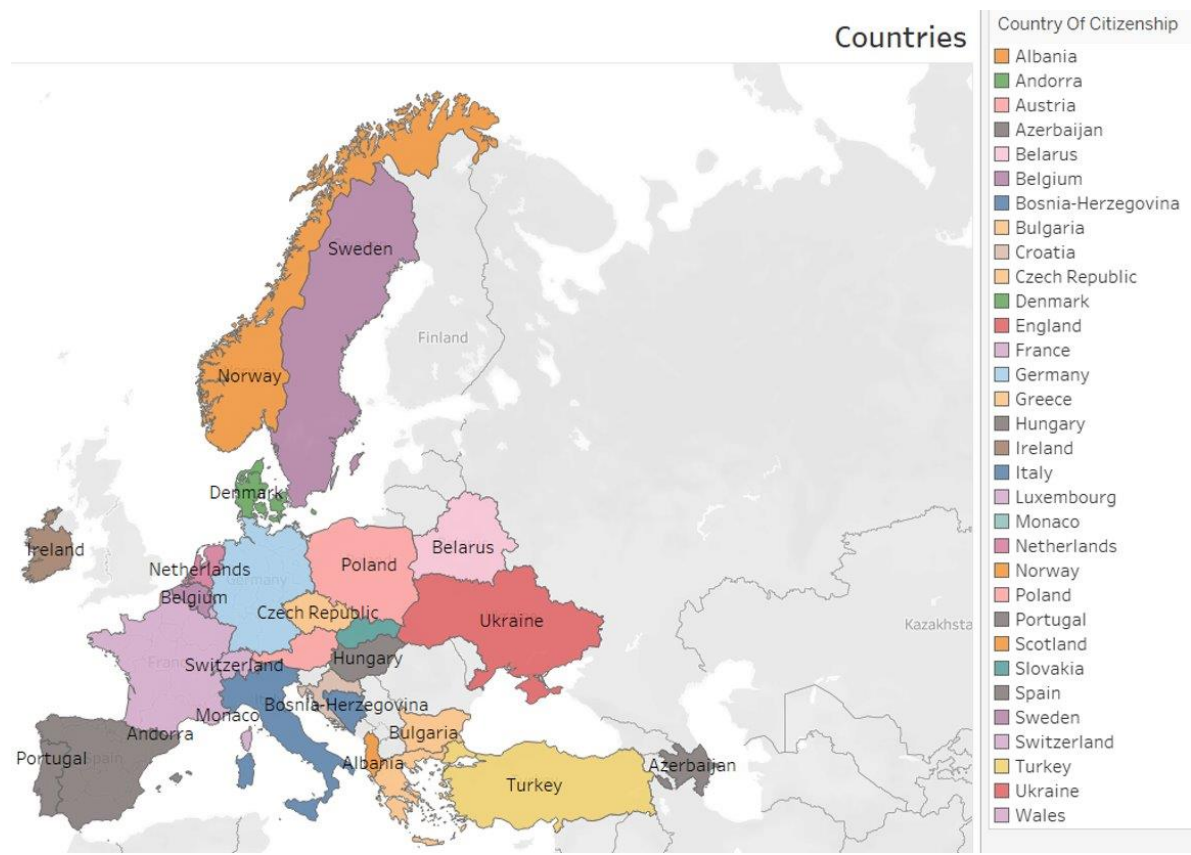 Countries
Sweden
Finland
Norway
Denmark
Ireland
Netherlands
Germany
Belgium
Poland
Belarus
Czech Republic
Ukraine
Kazakhsta
Switzerland
Hungary
Bosnia-Herzegovina
Monaco
Andorra
Bulgaria
Portugal
Spain
Albania
Turkey
Azerbaijan
Country Of Citizenship
Albania
Andorra
Austria
Azerbaijan
Belarus
Belgium
Bosnia-Herzegovina
Bulgaria
Croatia
Czech Republic
Denmark
England
France
Germany
Greece
Hungary
Ireland
Italy
Luxembourg
Monaco
Netherlands
Norway
Poland
Portugal
Scotland
Slovakia
Spain
Sweden
Switzerland
Turkey
Ukraine
Wales